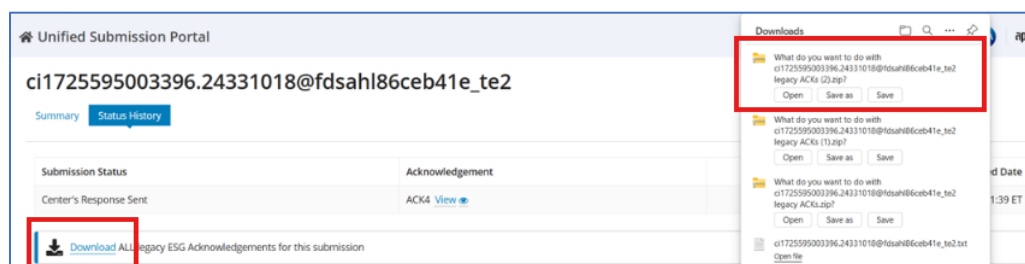 Unified Submission Portal
ci1725595003396.24331018@fdsahl86ceb41e_te2
Summary
Status History
Submission Status
Acknowledgement
d Date
Center's Response Sent
ACK4 View
1:39 ET
Download ALL legacy ESG Acknowledgements for this submission
Downloads
What do you want to do with
ci1725595003396.24331018@fdsahl86ceb41e_te2
legacy ACKs (2).zip?
Open
Save as
Save
What do you want to do with
ci1725595003396.24331018@fdsahl86ceb41e_te2
legacy ACKs (1).zip?
Open
Save as
Save
What do you want to do with
ci1725595003396.24331018@fdsahl86ceb41e_te2
legacy ACKs.zip?
Open
Save as
Save
ci1725595003396.24331018@fdsahl86ceb41e_te2.txt
Open file